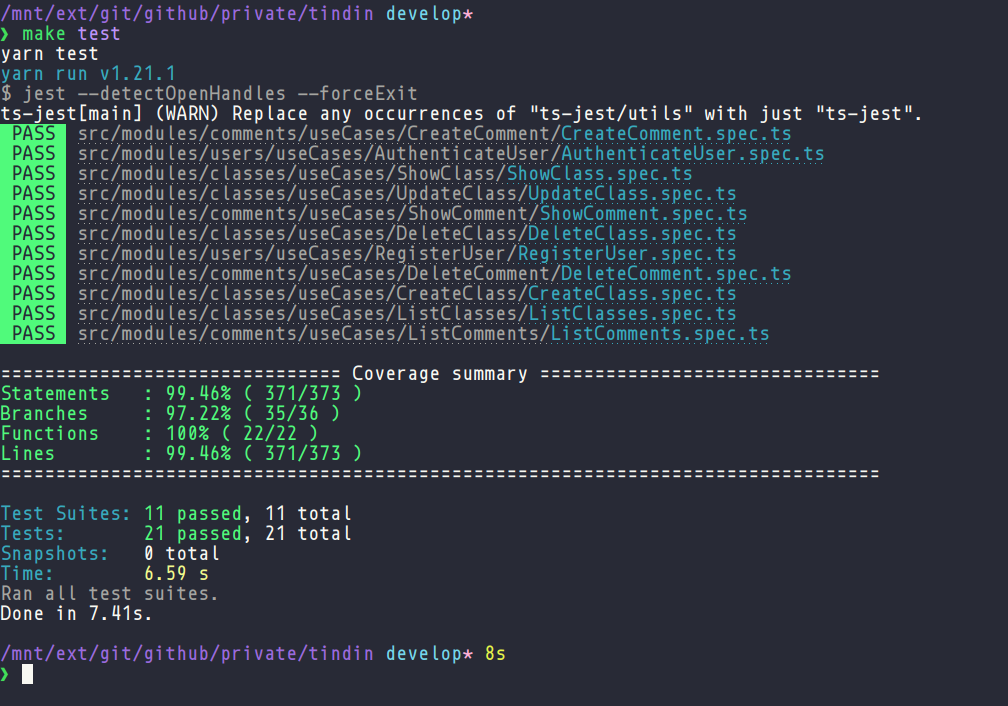 /mnt/ext/git/github/private/tindin develop*
❯ make test
yarn test
yarn run v1.21.1
$ jest --detectOpenHandles --forceExit
ts-jest[main] (WARN) Replace any occurrences of "ts-jest/utils" with just "ts-jest".
PASS src/modules/comments/useCases/CreateComment/CreateComment.spec.ts
PASS src/modules/users/useCases/AuthenticateUser/AuthenticateUser.spec.ts
PASS src/modules/classes/useCases/ShowClass/ShowClass.spec.ts
PASS src/modules/classes/useCases/UpdateClass/UpdateClass.spec.ts
PASS src/modules/comments/useCases/ShowComment/ShowComment.spec.ts
PASS src/modules/classes/useCases/DeleteClass/DeleteClass.spec.ts
PASS src/modules/users/useCases/RegisterUser/RegisterUser.spec.ts
PASS src/modules/comments/useCases/DeleteComment/DeleteComment.spec.ts
PASS src/modules/classes/useCases/CreateClass/CreateClass.spec.ts
PASS src/modules/classes/useCases/ListClasses/ListClasses.spec.ts
PASS src/modules/comments/useCases/ListComments/ListComments.spec.ts
=============================== Coverage summary ===============================
Statements   : 99.46% ( 371/373 )
Branches     : 97.22% ( 35/36 )
Functions    : 100% ( 22/22 )
Lines        : 99.46% ( 371/373 )
================================================================================
Test Suites: 11 passed, 11 total
Tests:       21 passed, 21 total
Snapshots:   0 total
Time:        6.59 s
Ran all test suites.
Done in 7.41s.
/mnt/ext/git/github/private/tindin develop* 8s
❯